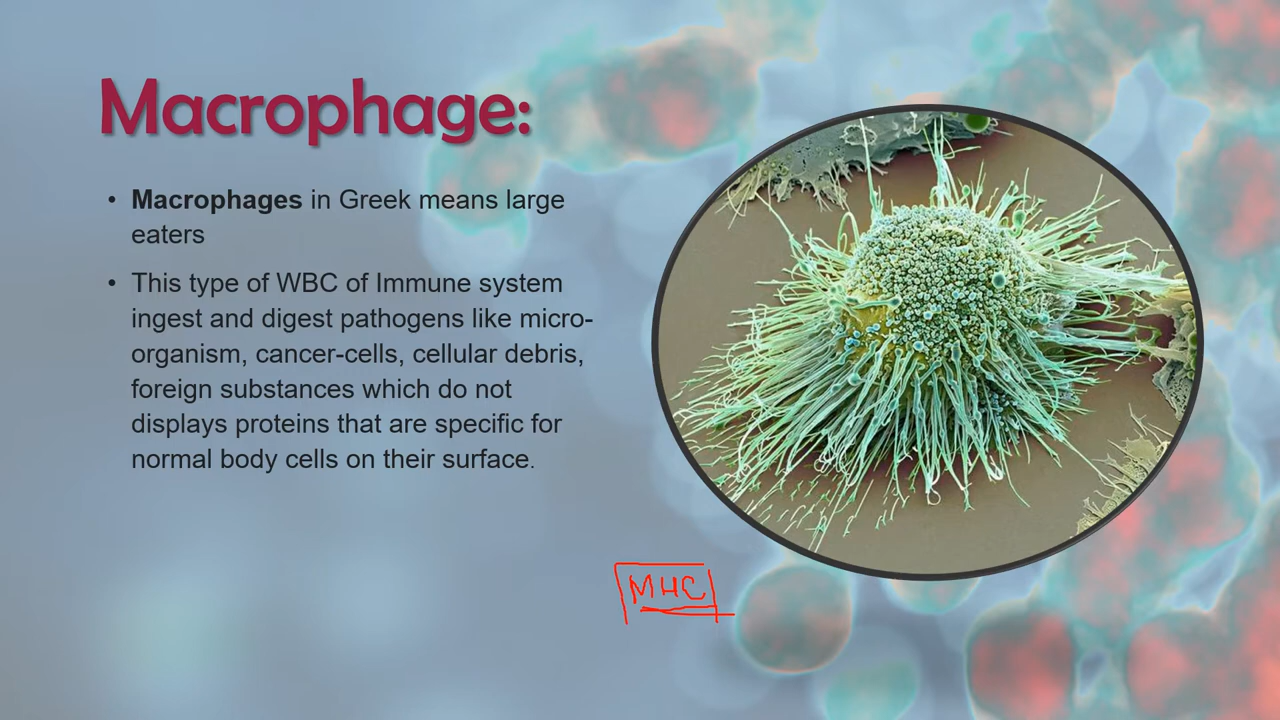 Macrophage:
• Macrophages in Greek means large
eaters
• This type of WBC of Immune system
ingest and digest pathogens like micro-
organism, cancer-cells, cellular debris,
foreign substances which do not
displays proteins that are specific for
normal body cells on their surface.
MHC